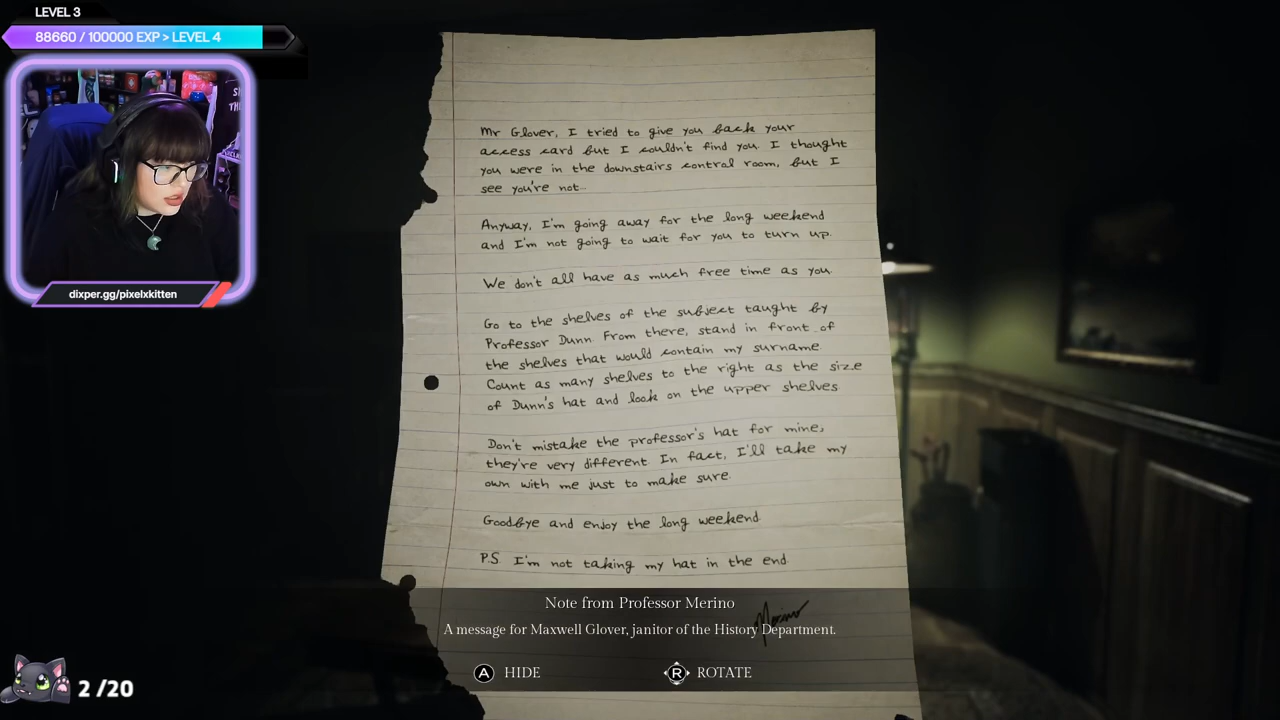 LEVEL 3
88660 / 100000 EXP > LEVEL 4
dixper.gg/pixelxkitten
Mr Glover, I tried to give you back your
access card but I couldn't find you. I thought
you were in the downstairs control room, but I
see you're not...
Anyway, I'm going away for the long weekend
and I'm not going to wait for you to turn up.
We don't all have as much free time as you.
Go to the shelves of the subject taught by
Professor Dunn. From there, stand in front of
the shelves that would contain my surname.
Count as many shelves to the right as the size
of Dunn's hat and look on the upper shelves
Don't mistake the professor's hat for mine,
they're very different. In fact, I'll take my
own with me just to make sure.
Goodbye and enjoy the long weekend.
P.S. I'm not taking my hat in the end.
Merino
Note from Professor Merino
A message for Maxwell Glover, janitor of the History Department.
A HIDE
R ROTATE
2 /20